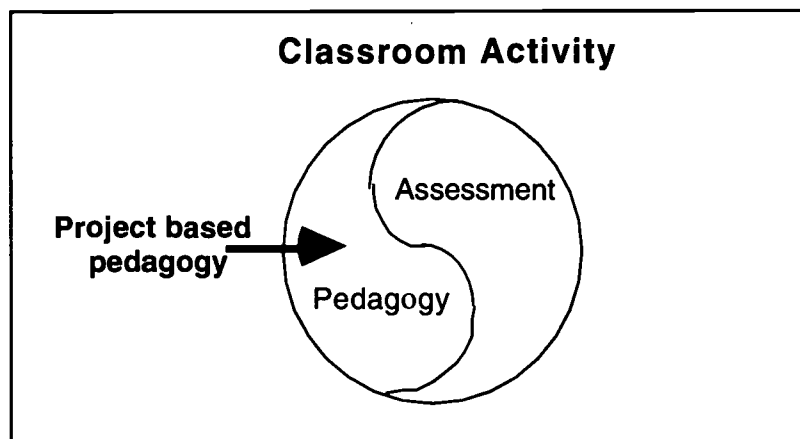 Classroom Activity
Assessment
Project based
pedagogy
Pedagogy